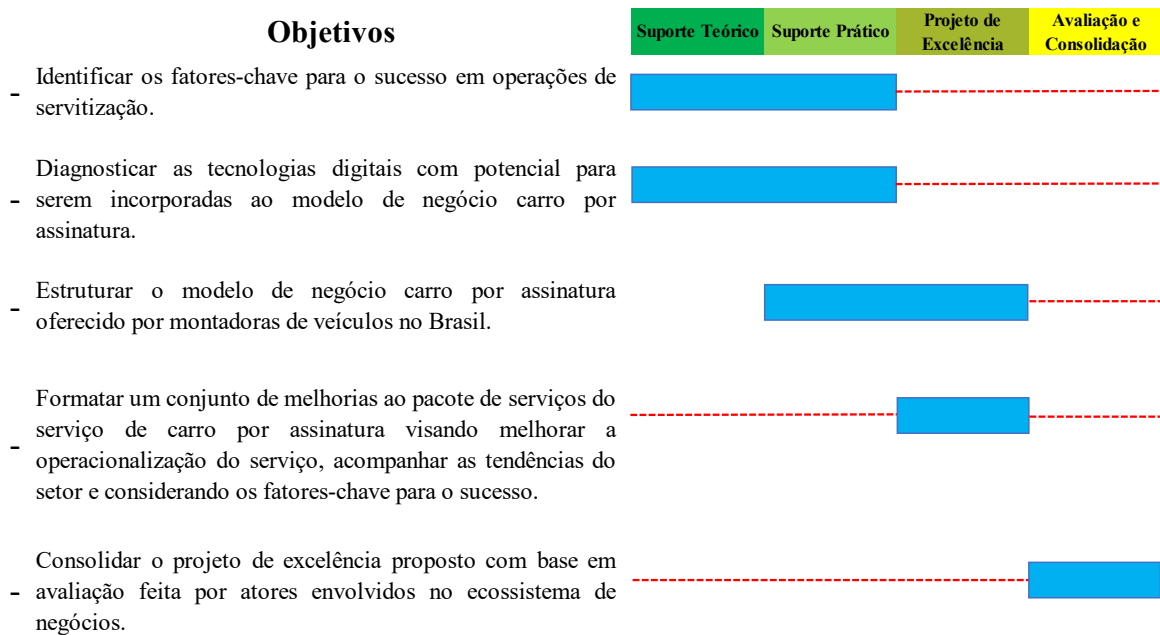 Objetivos
Suporte Teórico
Suporte Prático
Projeto de
Excelência
Avaliação e
Consolidação
- Identificar os fatores-chave para o sucesso em operações de
servitização.
Diagnosticar as tecnologias digitais com potencial para
- serem incorporadas ao modelo de negócio carro por
assinatura.
- Estruturar o modelo de negócio carro por assinatura
oferecido por montadoras de veículos no Brasil.
Formatar um conjunto de melhorias ao pacote de serviços do
serviço de carro por assinatura visando melhorar a
- operacionalização do serviço, acompanhar as tendências do
setor e considerando os fatores-chave para o sucesso.
Consolidar o projeto de excelência proposto com base em
- avaliação feita por atores envolvidos no ecossistema de
negócios.